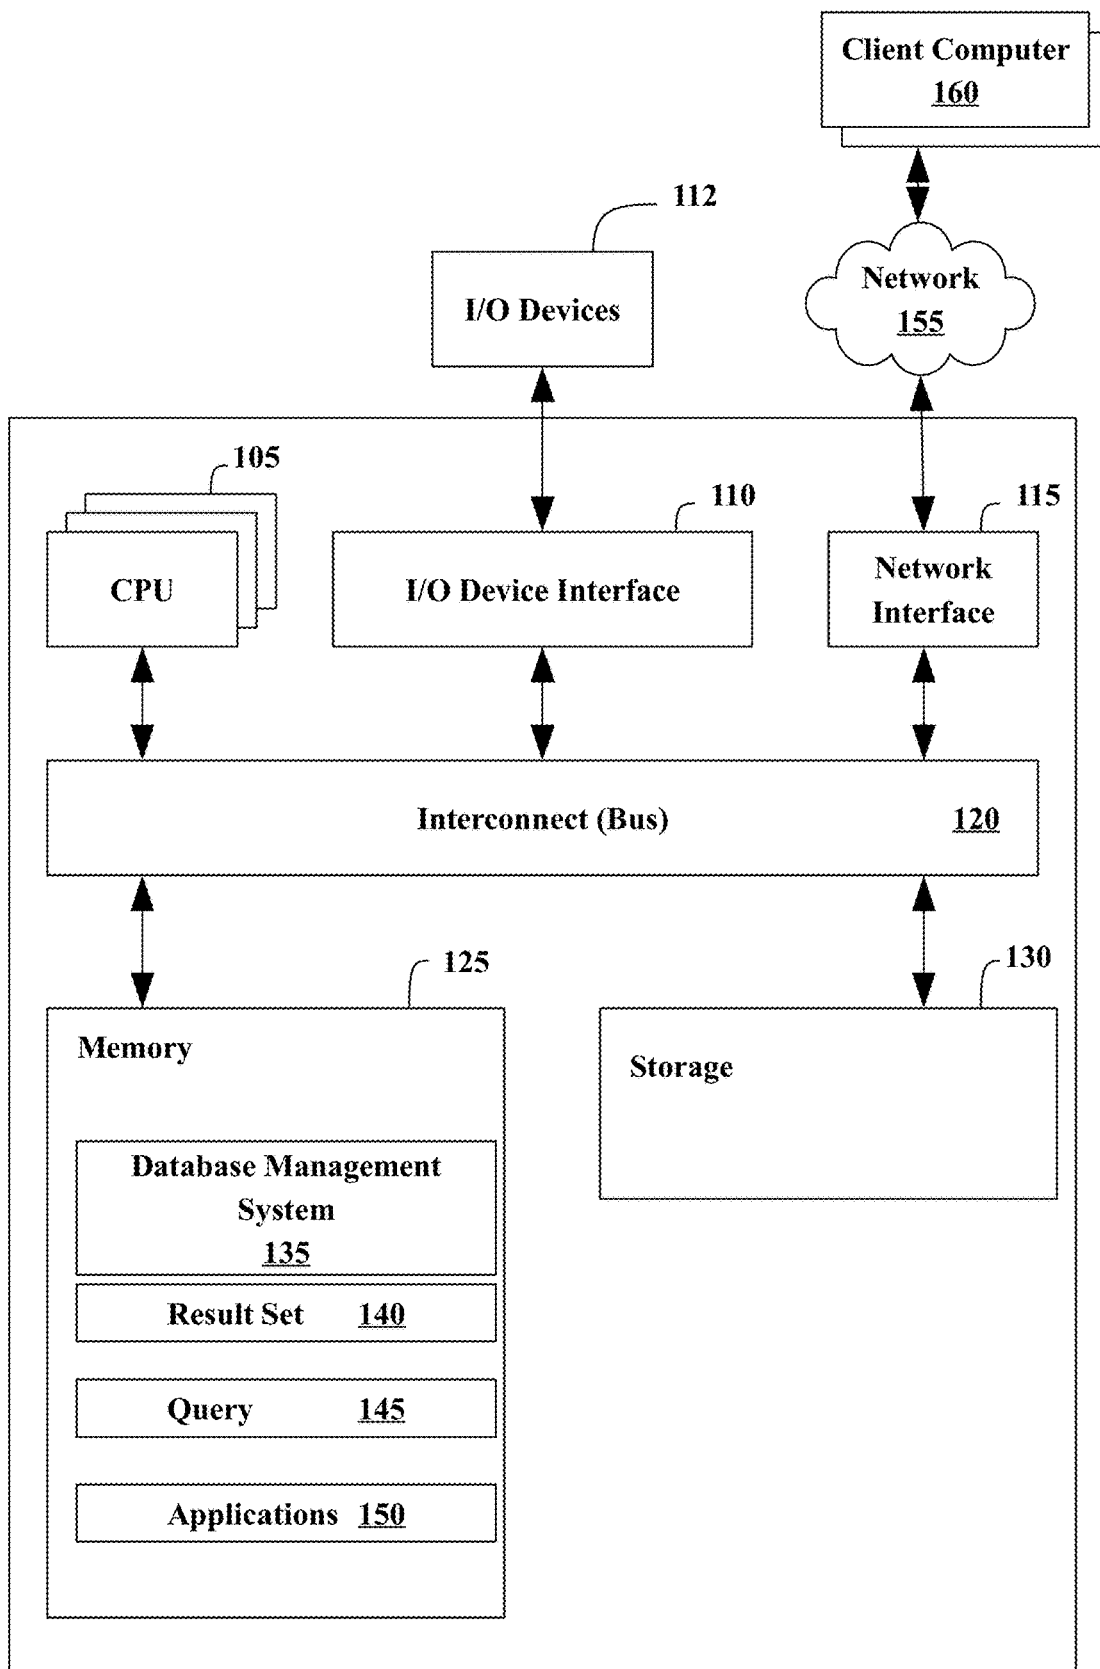 Client Computer
160
112
I/O Devices
Network
155
105
110
115
CPU
I/O Device Interface
Network
Interface
Interconnect (Bus) 120
125
130
Memory
Storage
Database Management
System
135
Result Set 140
Query 145
Applications 150